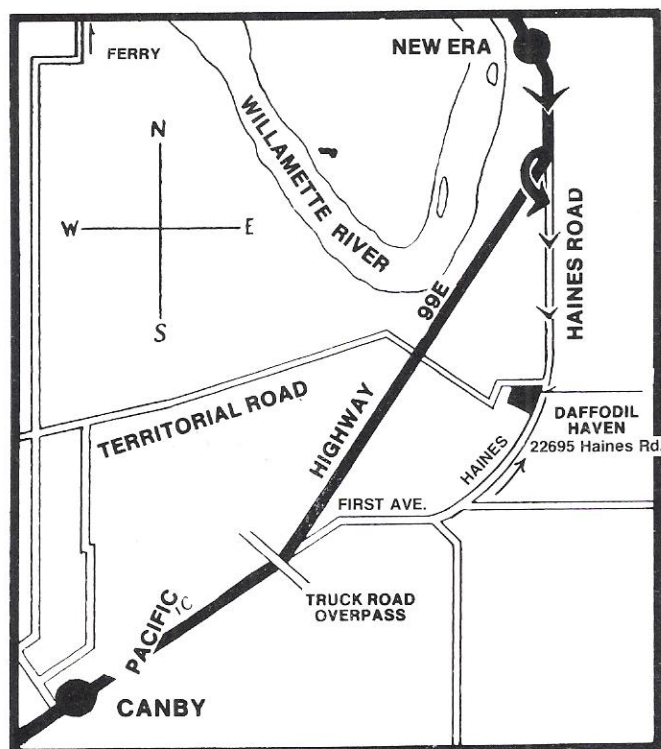 NEW ERA
FERRY
N
W E
S
WILLAMETTE RIVER
HAINES ROAD
99E
HIGHWAY
TERRITORIAL ROAD
DAFFODIL
HAVEN
22695 Haines Rd.
HAINES
FIRST AVE.
TRUCK ROAD
OVERPASS
PACIFIC
IC
CANBY